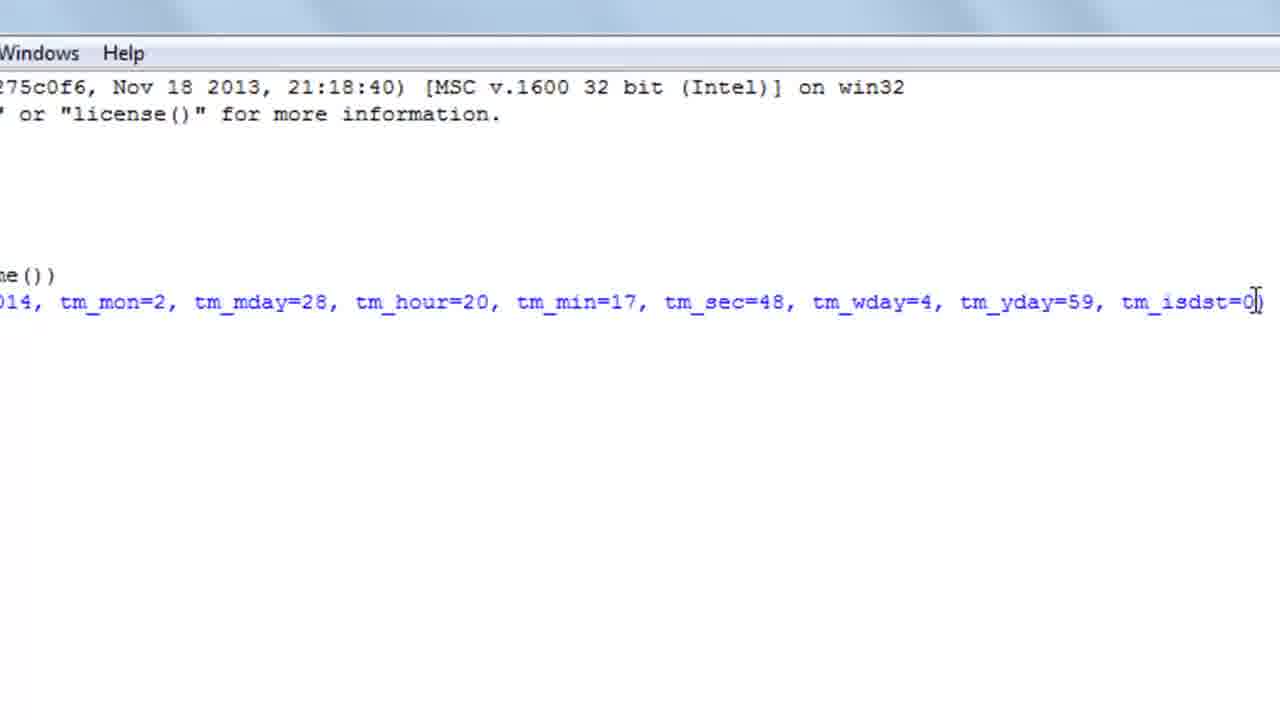 Windows Help
275c0f6, Nov 18 2013, 21:18:40) [MSC v.1600 32 bit (Intel)] on win32
" or "license()" for more information.
me())
014, tm_mon=2, tm_mday=28, tm_hour=20, tm_min=17, tm_sec=48, tm_wday=4, tm_yday=59, tm_isdst=0)